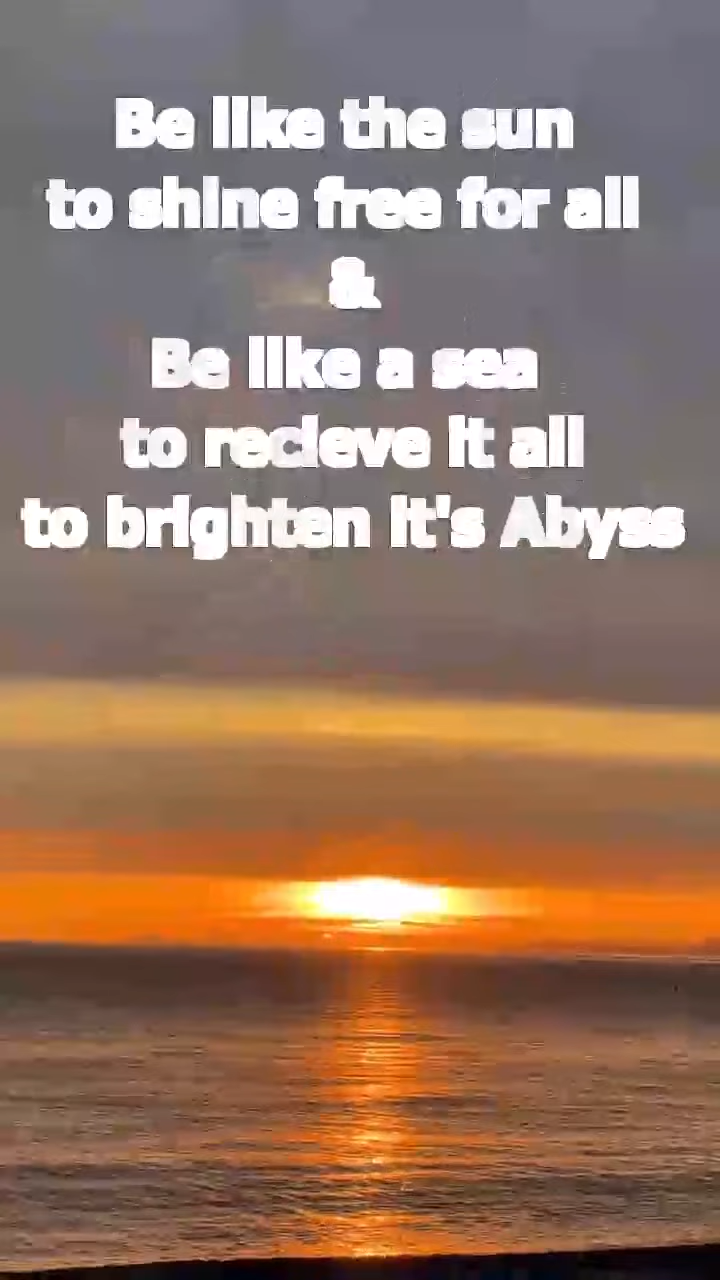 Be like the sun
to shine free for all
&
Be like a sea
to recieve it all
to brighten it's Abyss